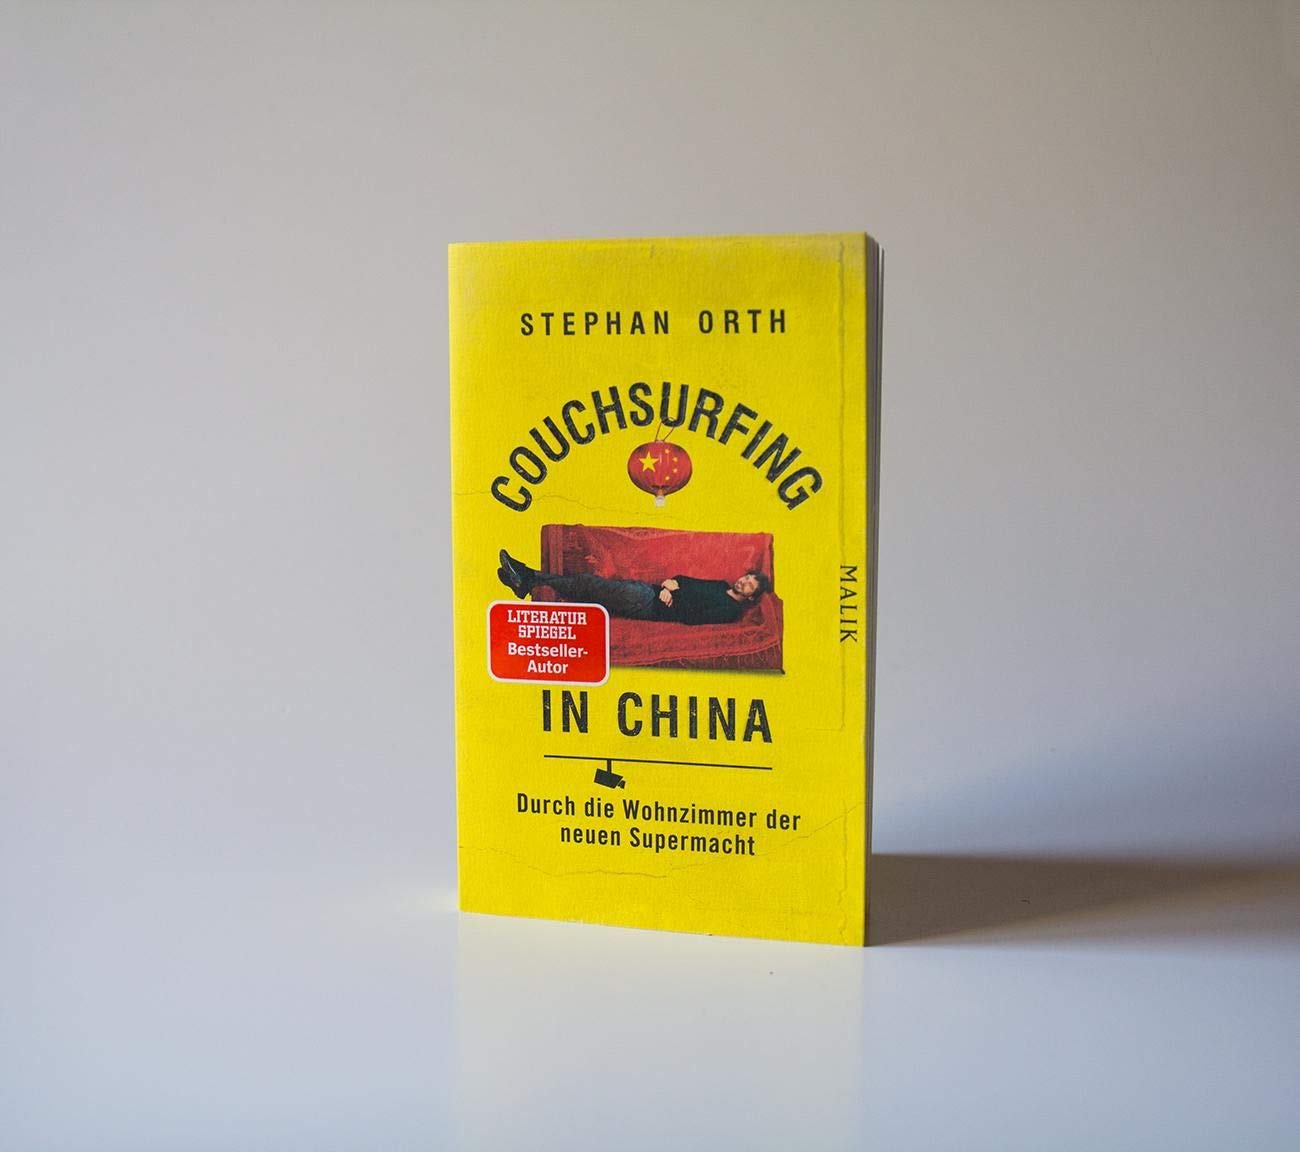 STEPHAN ORTH
COUCHSURFING
MALIK
LITERATUR
SPIEGEL
Bestseller-
Autor
IN CHINA
Durch die Wohnzimmer der
neuen Supermacht